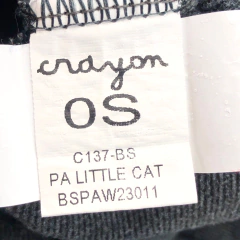 crayon
OS
C137-BS
PA LITTLE CAT
BSPAW23011